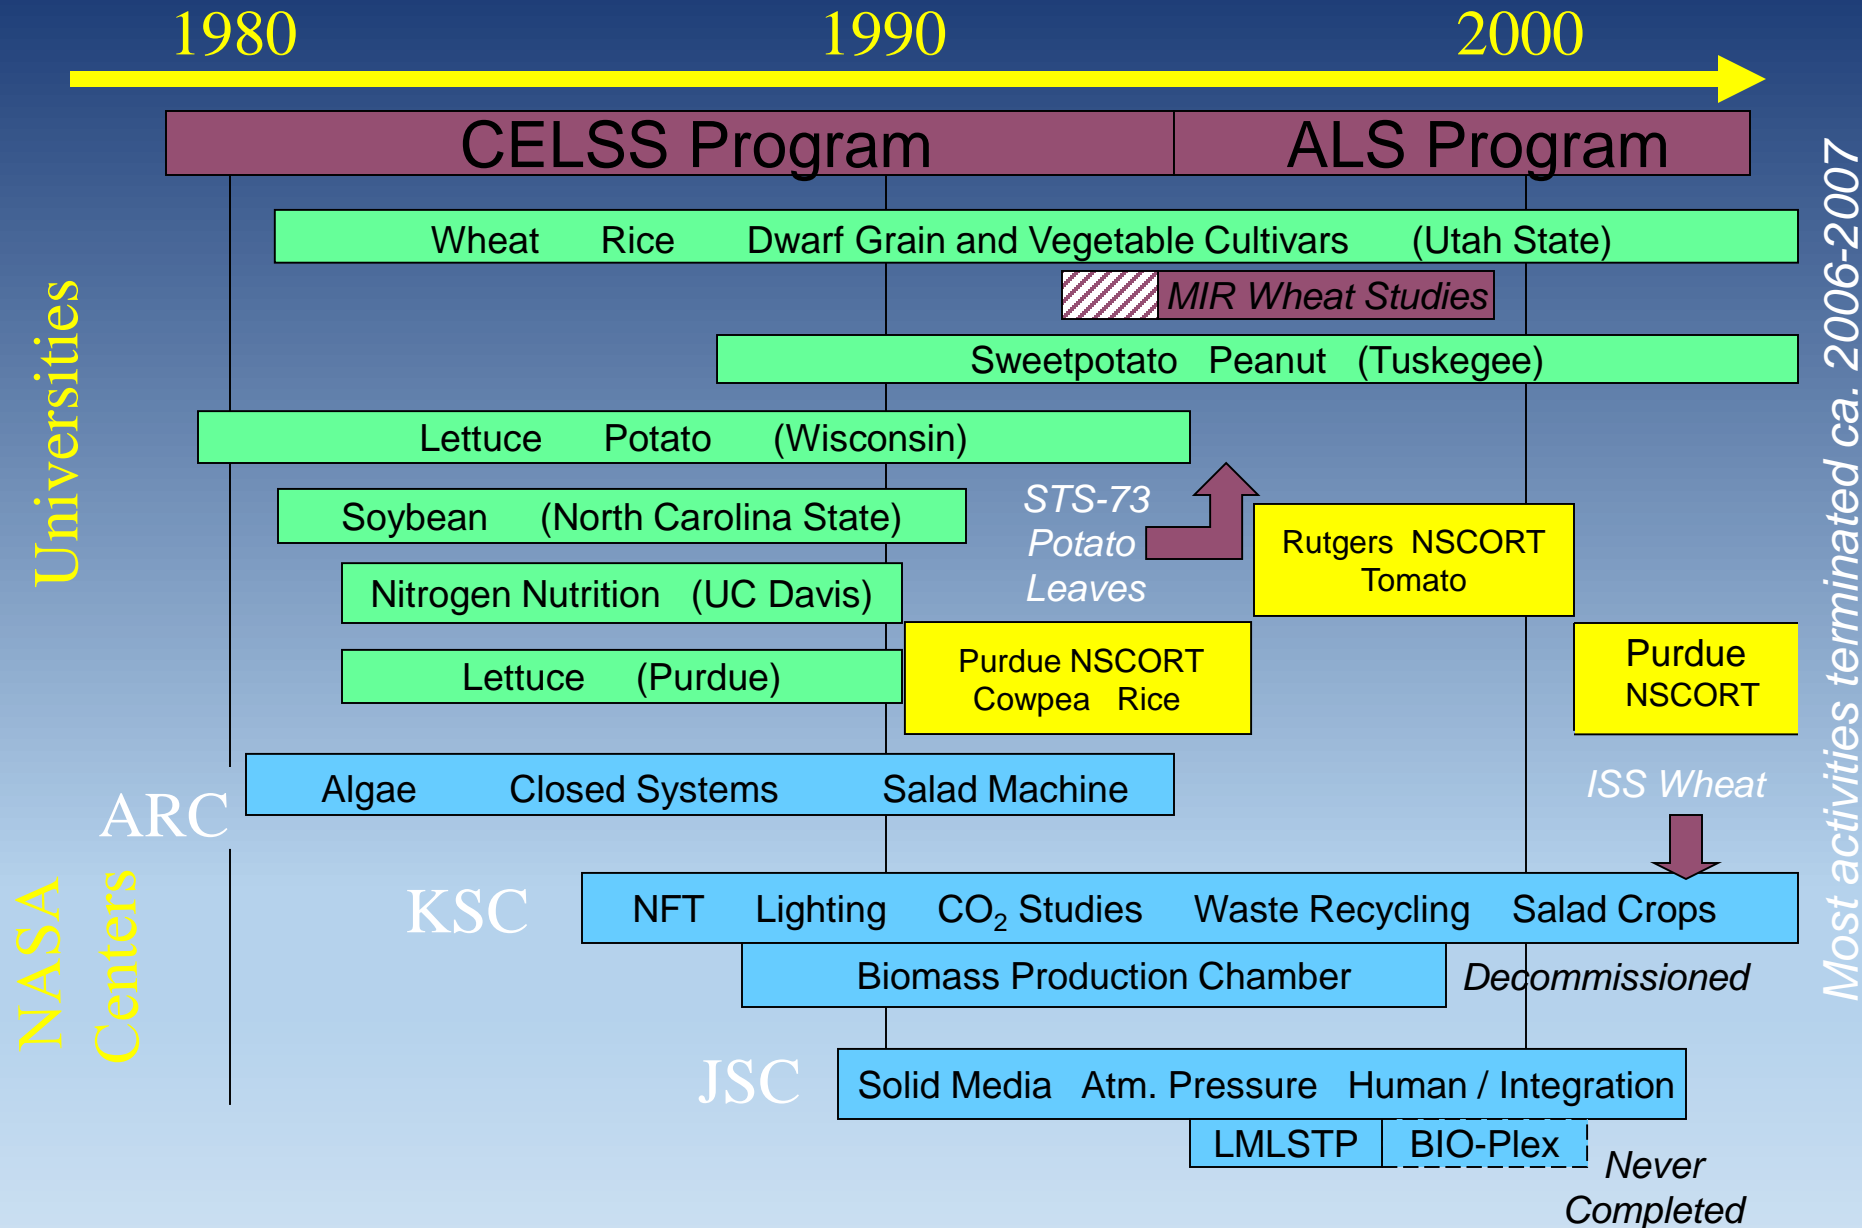 1980 1990 2000
CELSS Program ALS Program
Universities
Wheat Rice Dwarf Grain and Vegetable Cultivars (Utah State)
MIR Wheat Studies
Sweetpotato Peanut (Tuskegee)
Lettuce Potato (Wisconsin)
Soybean (North Carolina State)
STS-73
Potato
Leaves
Rutgers NSCORT
Tomato
Nitrogen Nutrition (UC Davis)
Lettuce (Purdue)
Purdue NSCORT
Cowpea Rice
Purdue
NSCORT
NASA
Centers
ARC
Algae Closed Systems Salad Machine
ISS Wheat
KSC
NFT Lighting CO₂ Studies Waste Recycling Salad Crops
Biomass Production Chamber
Decommissioned
JSC
Solid Media Atm. Pressure Human / Integration
LMLSTP BIO-Plex
Never
Completed
Most activities terminated ca. 2006-2007